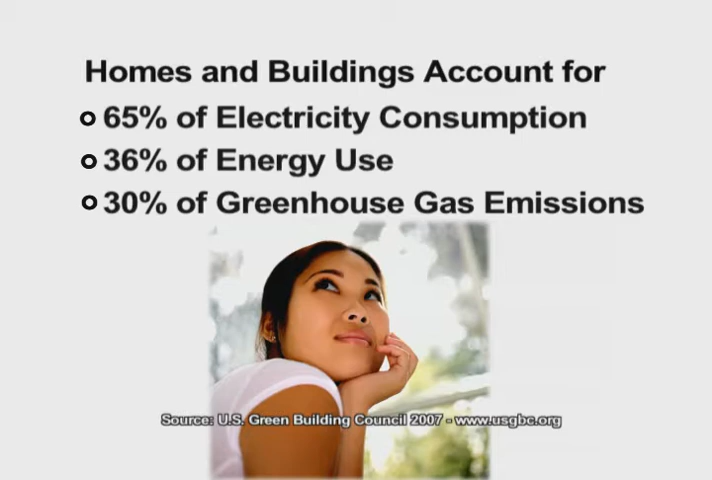 Homes and Buildings Account for
65% of Electricity Consumption
36% of Energy Use
30% of Greenhouse Gas Emissions
Source: U.S. Green Building Council 2007 - www.usgbc.org